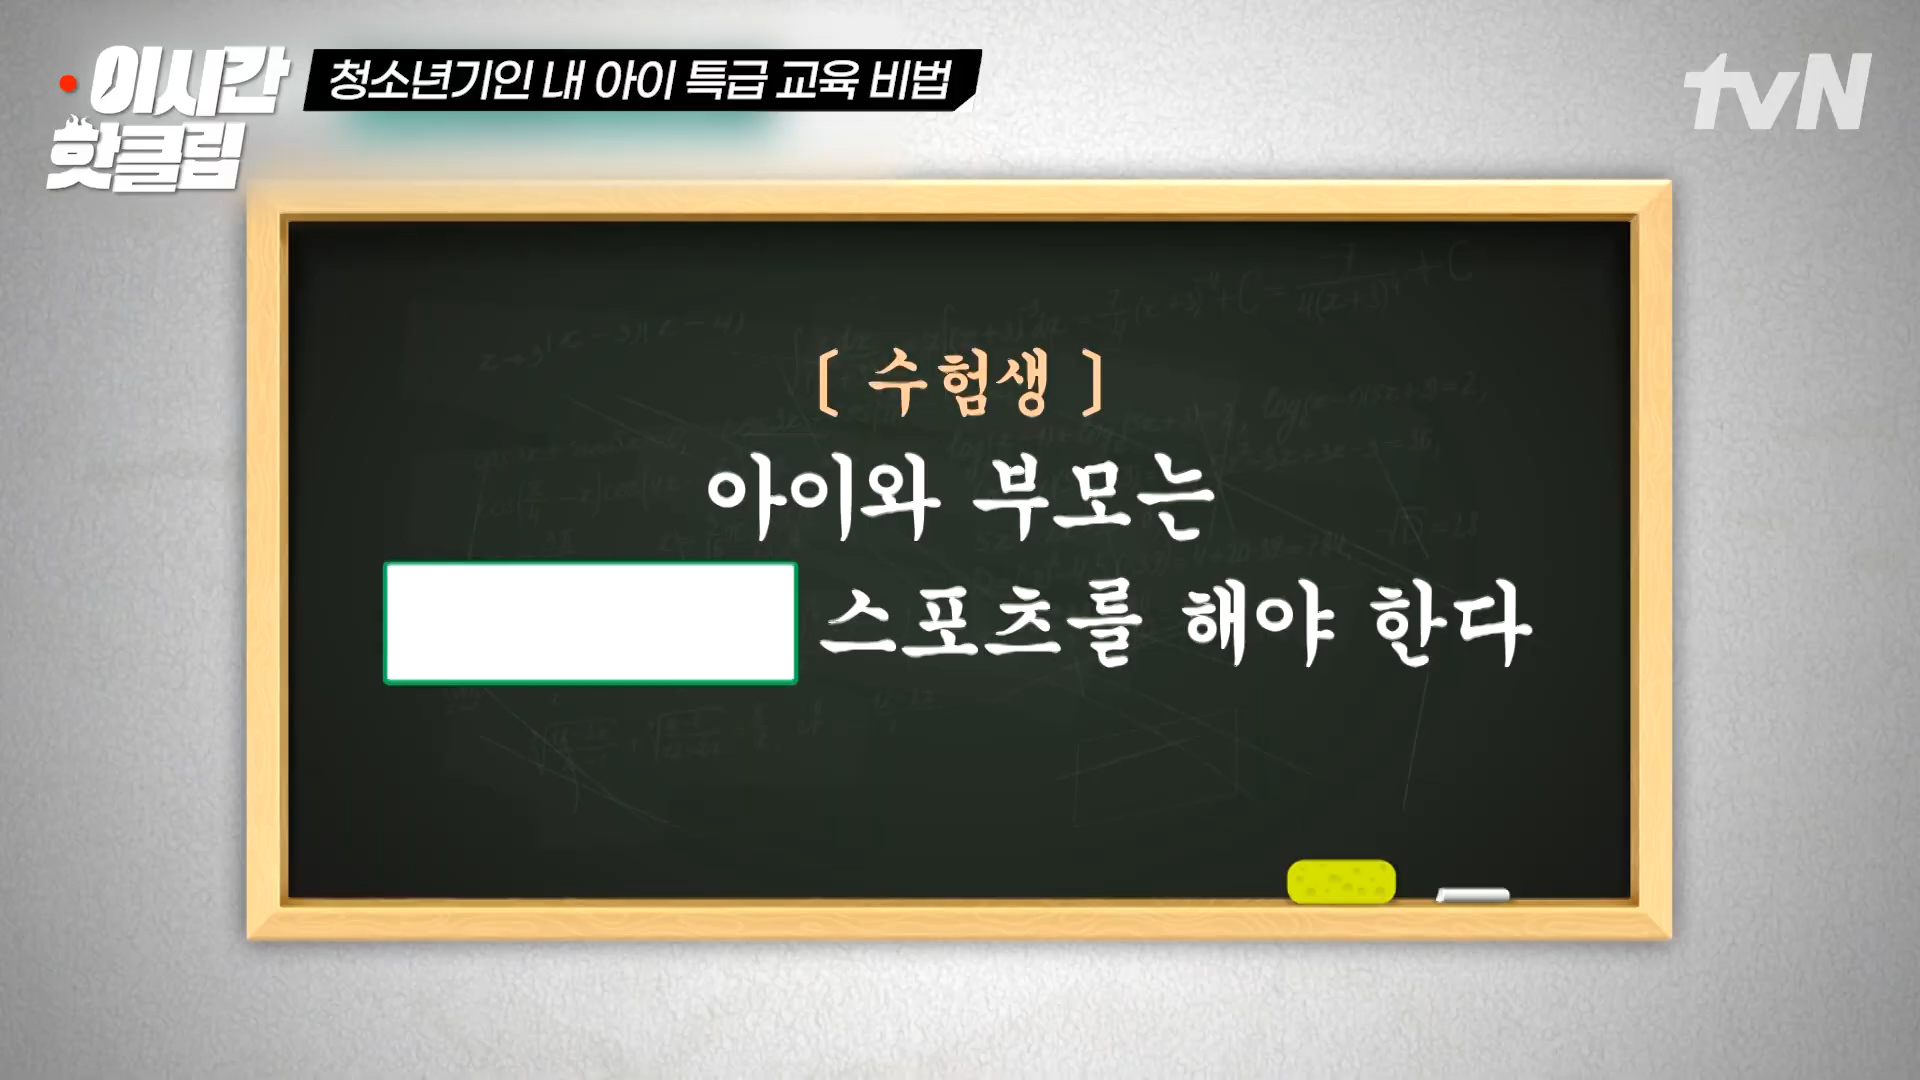 이시간
핫클립
청소년기인 내 아이 특급 교육 비법
tvN
[ 수험생 ]
아이와 부모는
스포츠를 해야 한다